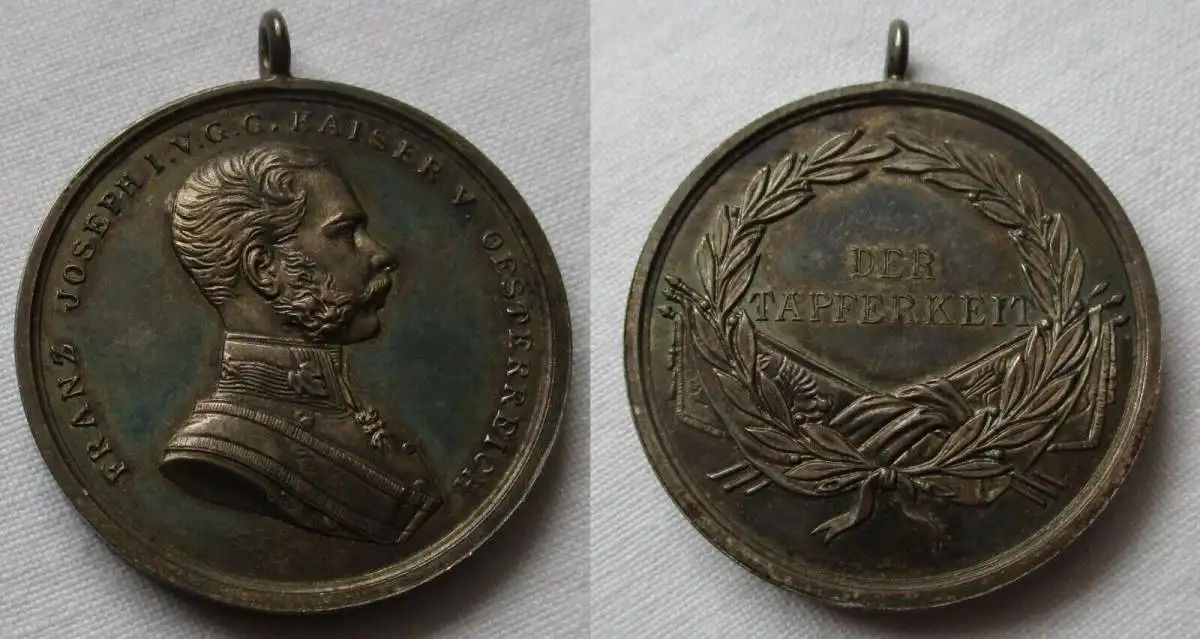 FRANZ JOSEPH I.V.G.G. KAISER V. OESTERREICH
DER
TAPFERKEIT